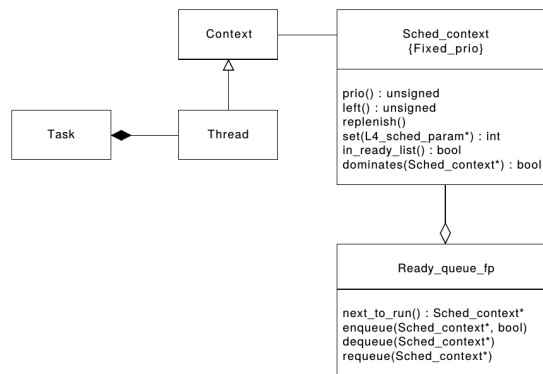 Context
Sched_context
{Fixed_prio}
prio() : unsigned
left() : unsigned
replenish()
set(L4_sched_param*) : int
in_ready_list() : bool
dominates(Sched_context*) : bool
Task
Thread
Ready_queue_fp
next_to_run() : Sched_context*
enqueue(Sched_context*, bool)
dequeue(Sched_context*)
requeue(Sched_context*)